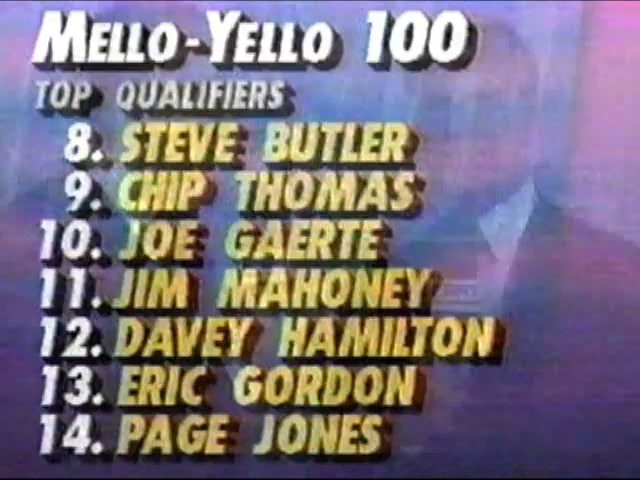 MELLO-YELLO 100
TOP QUALIFIERS
8. STEVE BUTLER
9. CHIP THOMAS
10. JOE GAERTE
11. JIM MAHONEY
12. DAVEY HAMILTON
13. ERIC GORDON
14. PAGE JONES